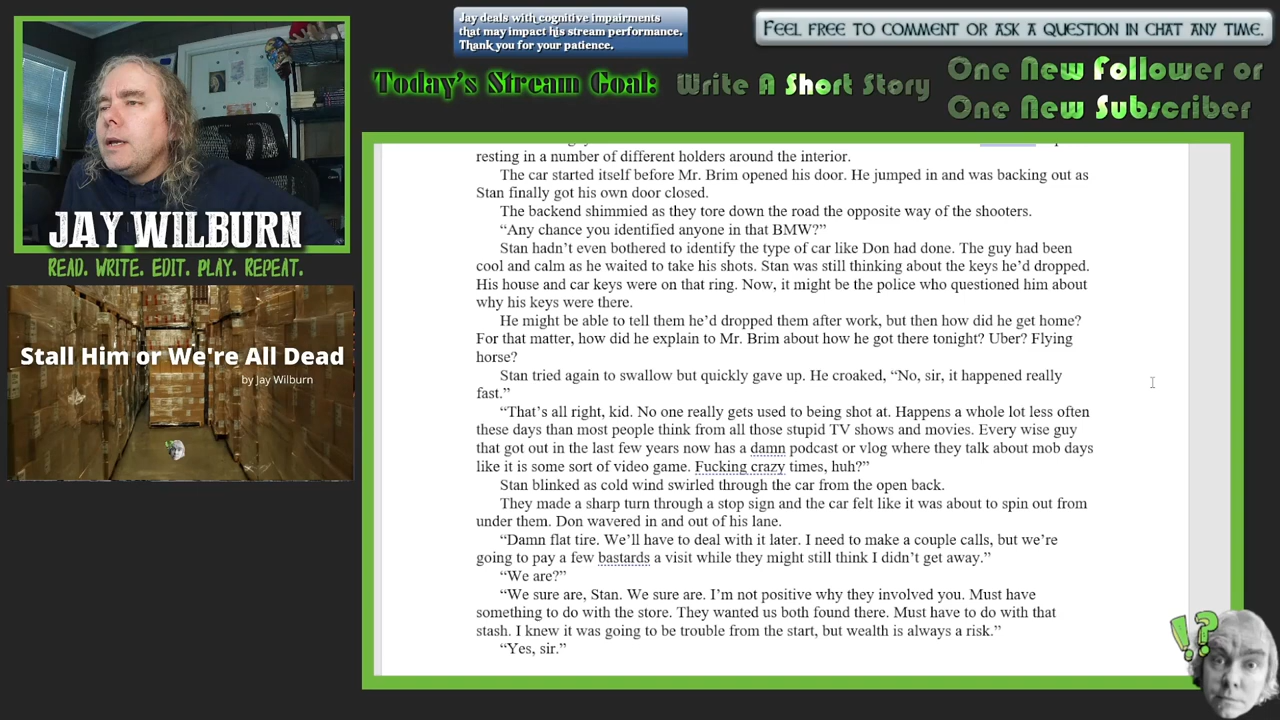 Jay deals with cognitive impairments
that may impact his stream performance.
Thank you for your patience.
Feel free to comment or ask a question in chat any time.
Today's Stream Goal:
Write A Short Story
One New Follower or
One New Subscriber
JAY WILBURN
READ. WRITE. EDIT. PLAY. REPEAT.
Stall Him or We're All Dead
by Jay Wilburn
resting in a number of different holders around the interior.
The car started itself before Mr. Brim opened his door. He jumped in and was backing out as
Stan finally got his own door closed.
The backend shimmied as they tore down the road the opposite way of the shooters.
“Any chance you identified anyone in that BMW?”
Stan hadn’t even bothered to identify the type of car like Don had done. The guy had been
cool and calm as he waited to take his shots. Stan was still thinking about the keys he’d dropped.
His house and car keys were on that ring. Now, it might be the police who questioned him about
why his keys were there.
He might be able to tell them he’d dropped them after work, but then how did he get home?
For that matter, how did he explain to Mr. Brim about how he got there tonight? Uber? Flying
horse?
Stan tried again to swallow but quickly gave up. He croaked, “No, sir, it happened really
fast.”
“That’s all right, kid. No one really gets used to being shot at. Happens a whole lot less often
these days than most people think from all those stupid TV shows and movies. Every wise guy
that got out in the last few years now has a damn podcast or vlog where they talk about mob days
like it is some sort of video game. Fucking crazy times, huh?”
Stan blinked as cold wind swirled through the car from the open back.
They made a sharp turn through a stop sign and the car felt like it was about to spin out from
under them. Don wavered in and out of his lane.
“Damn flat tire. We’ll have to deal with it later. I need to make a couple calls, but we’re
going to pay a few bastards a visit while they might still think I didn’t get away.”
“We are?”
“We sure are, Stan. We sure are. I’m not positive why they involved you. Must have
something to do with the store. They wanted us both found there. Must have to do with that
stash. I knew it was going to be trouble from the start, but wealth is always a risk.”
“Yes, sir.”
!?